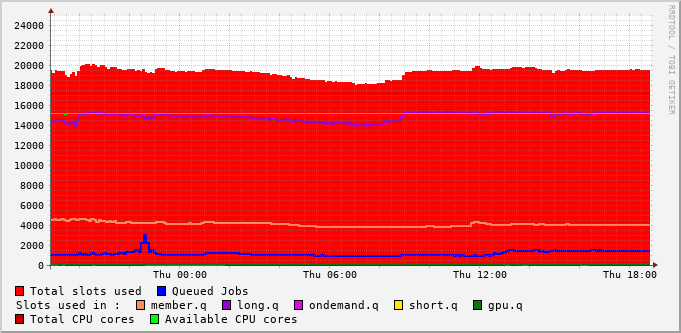 24000
22000
20000
18000
16000
14000
12000
10000
8000
6000
4000
2000
0
Thu 00:00 Thu 06:00 Thu 12:00 Thu 18:00
RRDTOOL / TOBI OETIKER
Total slots used Queued Jobs
Slots used in : member.q long.q ondemand.q short.q gpu.q
Total CPU cores Available CPU cores